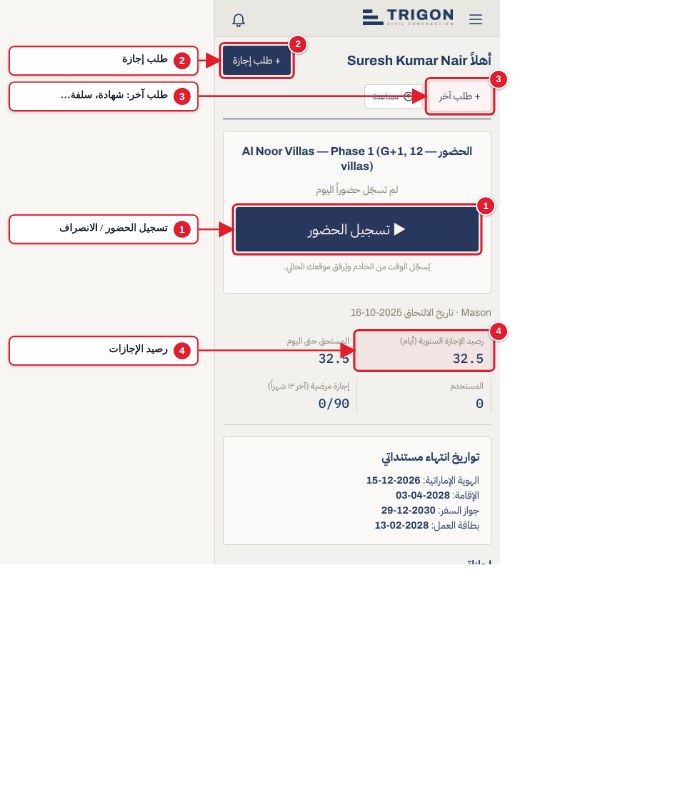 TRIGON
CIVIL CONTRACTING
أهلاً Suresh Kumar Nair
+ طلب إجازة
2
2 طلب إجازة
+ طلب آخر
3
مساعدة
3 طلب آخر: شهادة، سلفة...
الحضور — Al Noor Villas — Phase 1 (G+1, 12
villas)
لم تسجّل حضوراً اليوم
▶ تسجيل الحضور
1
1 تسجيل الحضور / الانصراف
يُسجَّل الوقت من الخادم ويُرفق موقعك الحالي.
Mason · تاريخ الالتحاق 2025-10-16
رصيد الإجازة السنوية (أيام)
32.5
4
المستحق حتى اليوم
32.5
4 رصيد الإجازات
المستخدم
0
إجازة مرضية (آخر ١٢ شهراً)
0/90
تواريخ انتهاء مستنداتي
الهوية الإماراتية: 15-12-2026
الإقامة: 03-04-2028
جواز السفر: 29-12-2030
بطاقة العمل: 13-02-2028